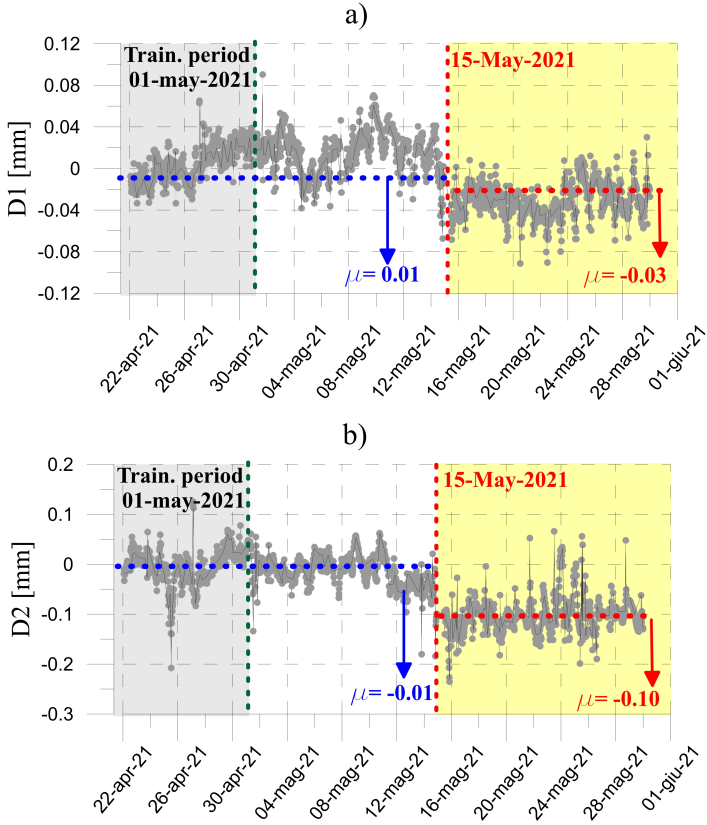 a)
D1 [mm]
0.12
0.08
0.04
0
-0.04
-0.08
-0.12
Train. period
01-may-2021
15-May-2021
μ= 0.01
μ= -0.03
22-apr-21
26-apr-21
30-apr-21
04-mag-21
08-mag-21
12-mag-21
16-mag-21
20-mag-21
24-mag-21
28-mag-21
01-giu-21
b)
D2 [mm]
0.2
0.1
0
-0.1
-0.2
-0.3
Train. period
01-may-2021
15-May-2021
μ= -0.01
μ= -0.10
22-apr-21
26-apr-21
30-apr-21
04-mag-21
08-mag-21
12-mag-21
16-mag-21
20-mag-21
24-mag-21
28-mag-21
01-giu-21